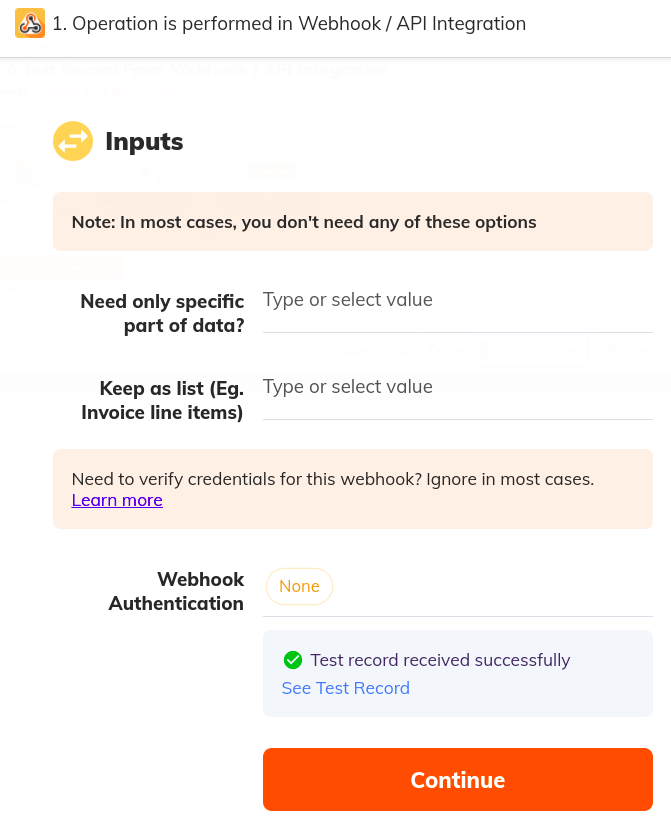 1. Operation is performed in Webhook / API Integration
Inputs
Note: In most cases, you don't need any of these options
Need only specific
part of data?
Type or select value
Keep as list (Eg.
Invoice line items)
Type or select value
Need to verify credentials for this webhook? Ignore in most cases.
Learn more
Webhook
Authentication
None
Test record received successfully
See Test Record
Continue